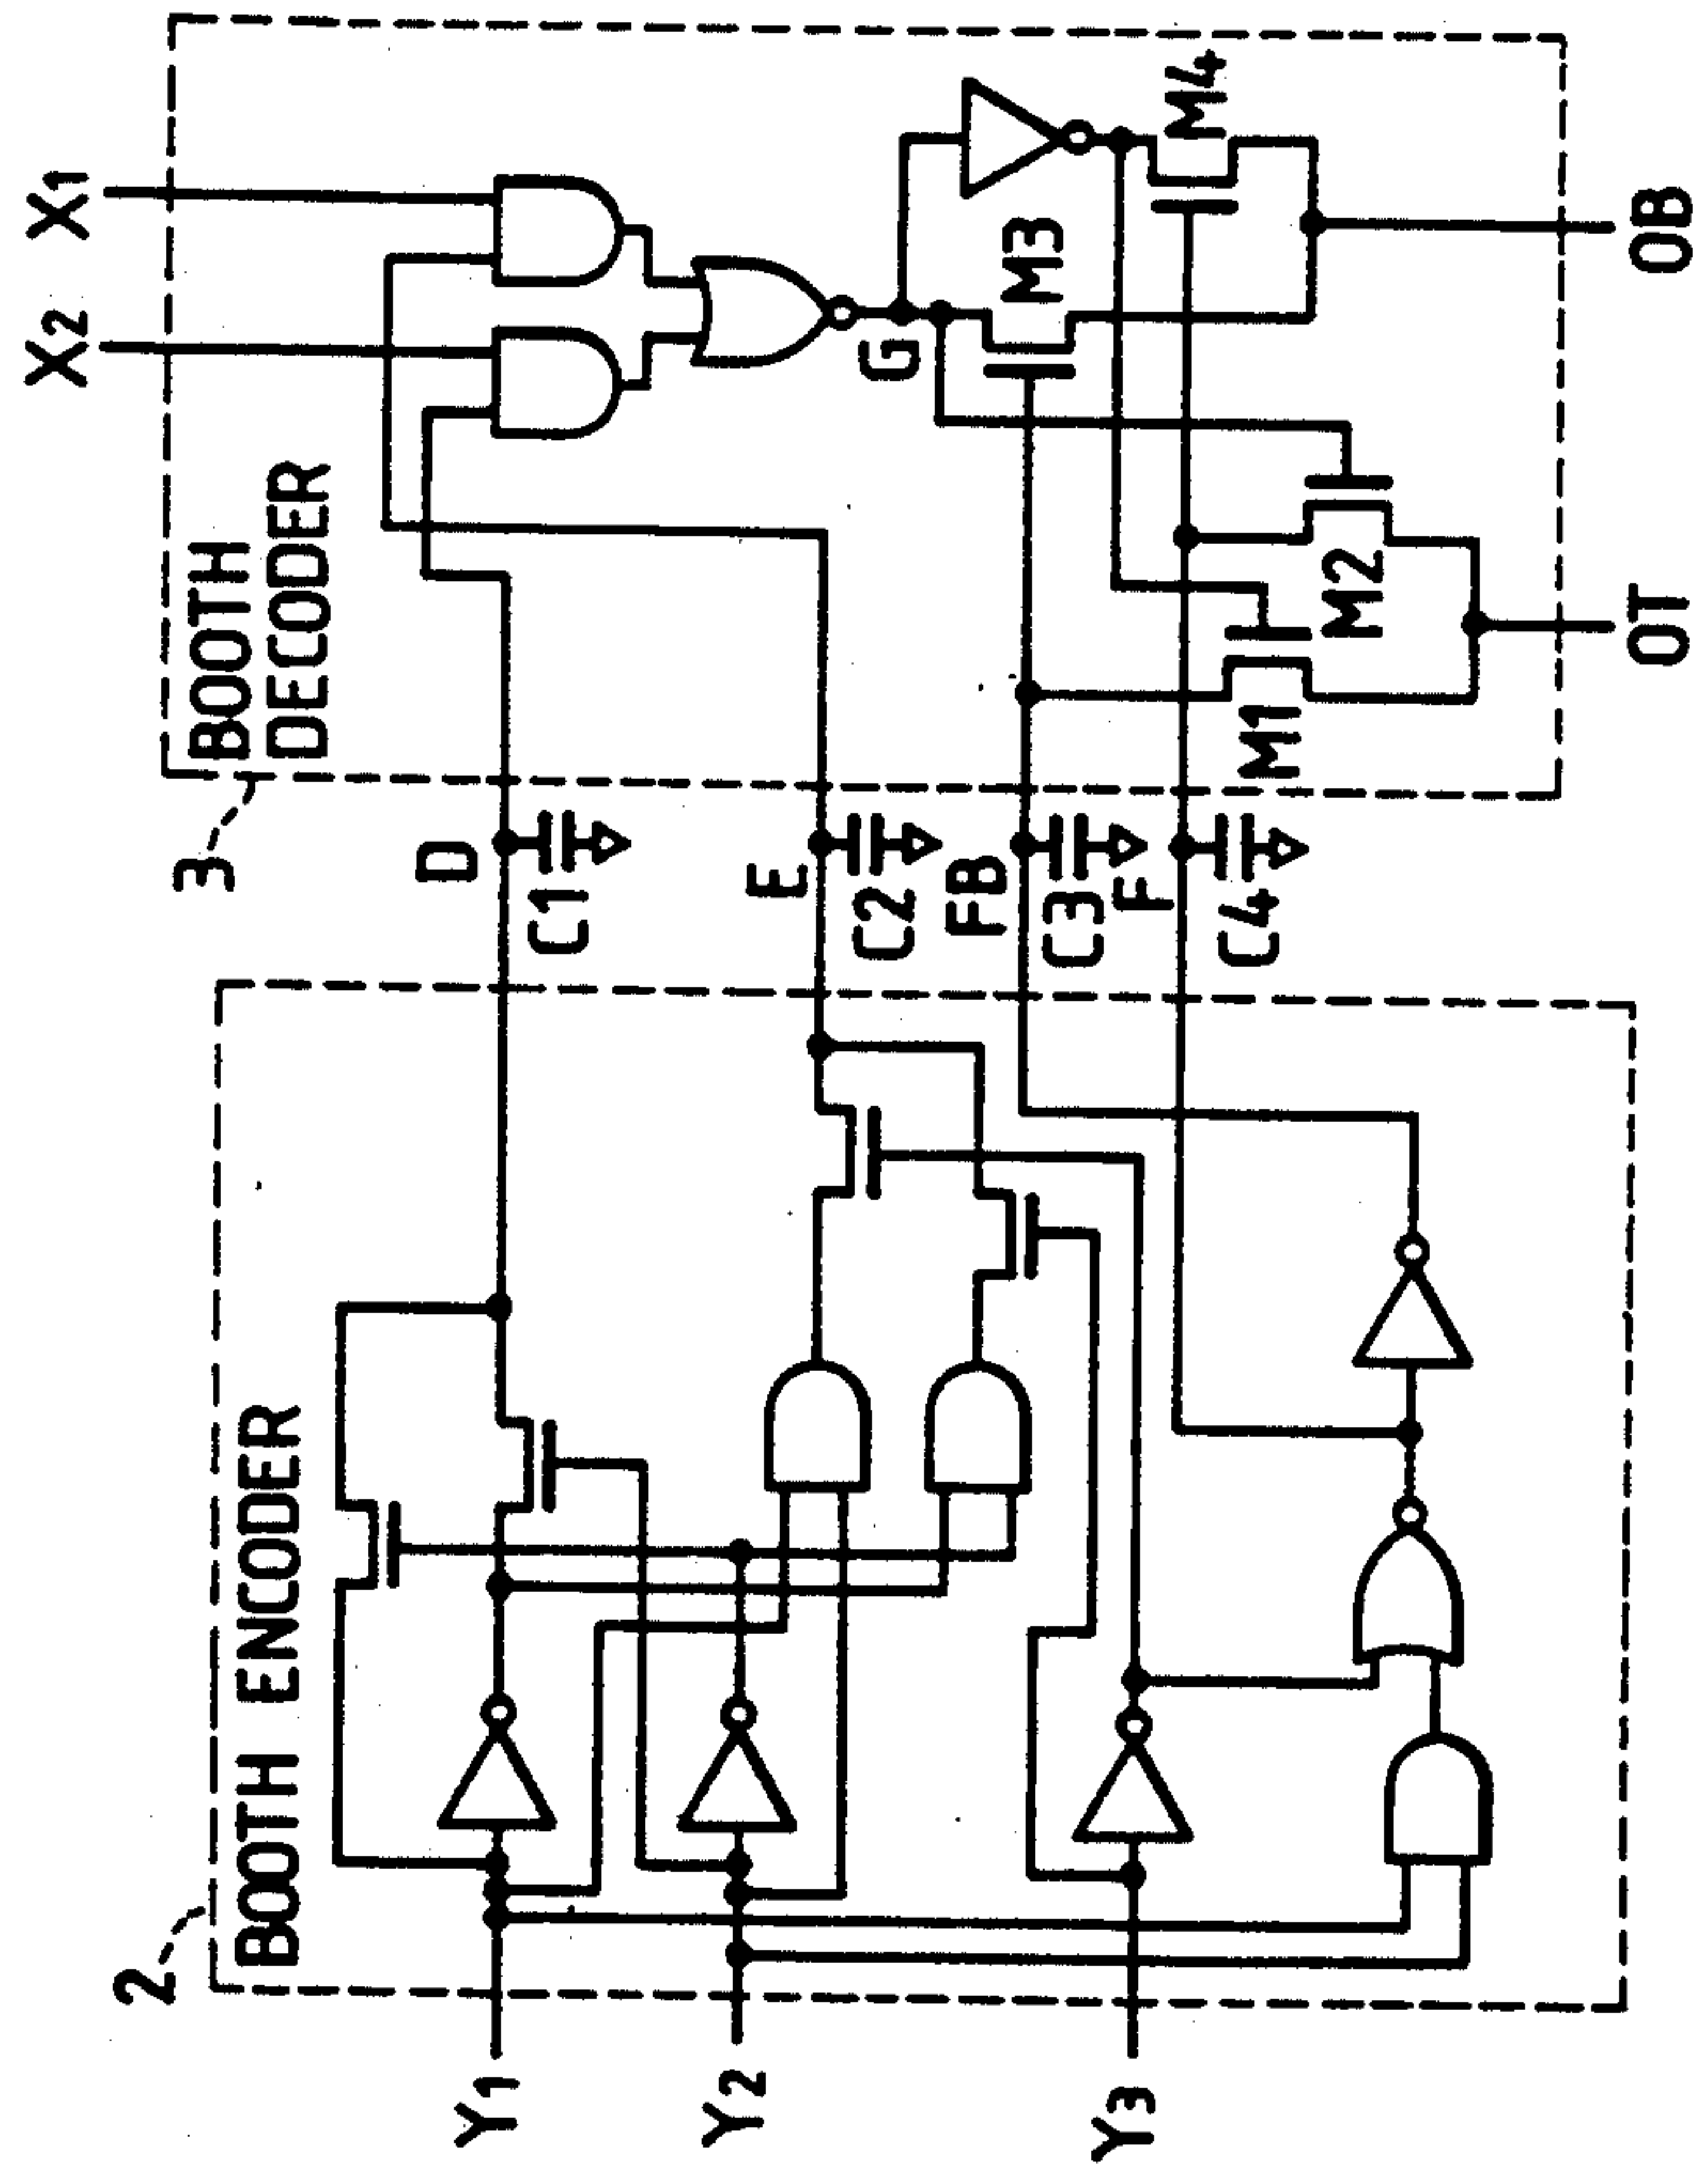 2
BOOTH ENCODER
Y1
Y2
Y3
3
BOOTH
DECODER
D
C1
E
C2
FB
C3
F
C4
X2
X1
G
M3
M4
M1
M2
OT
OB